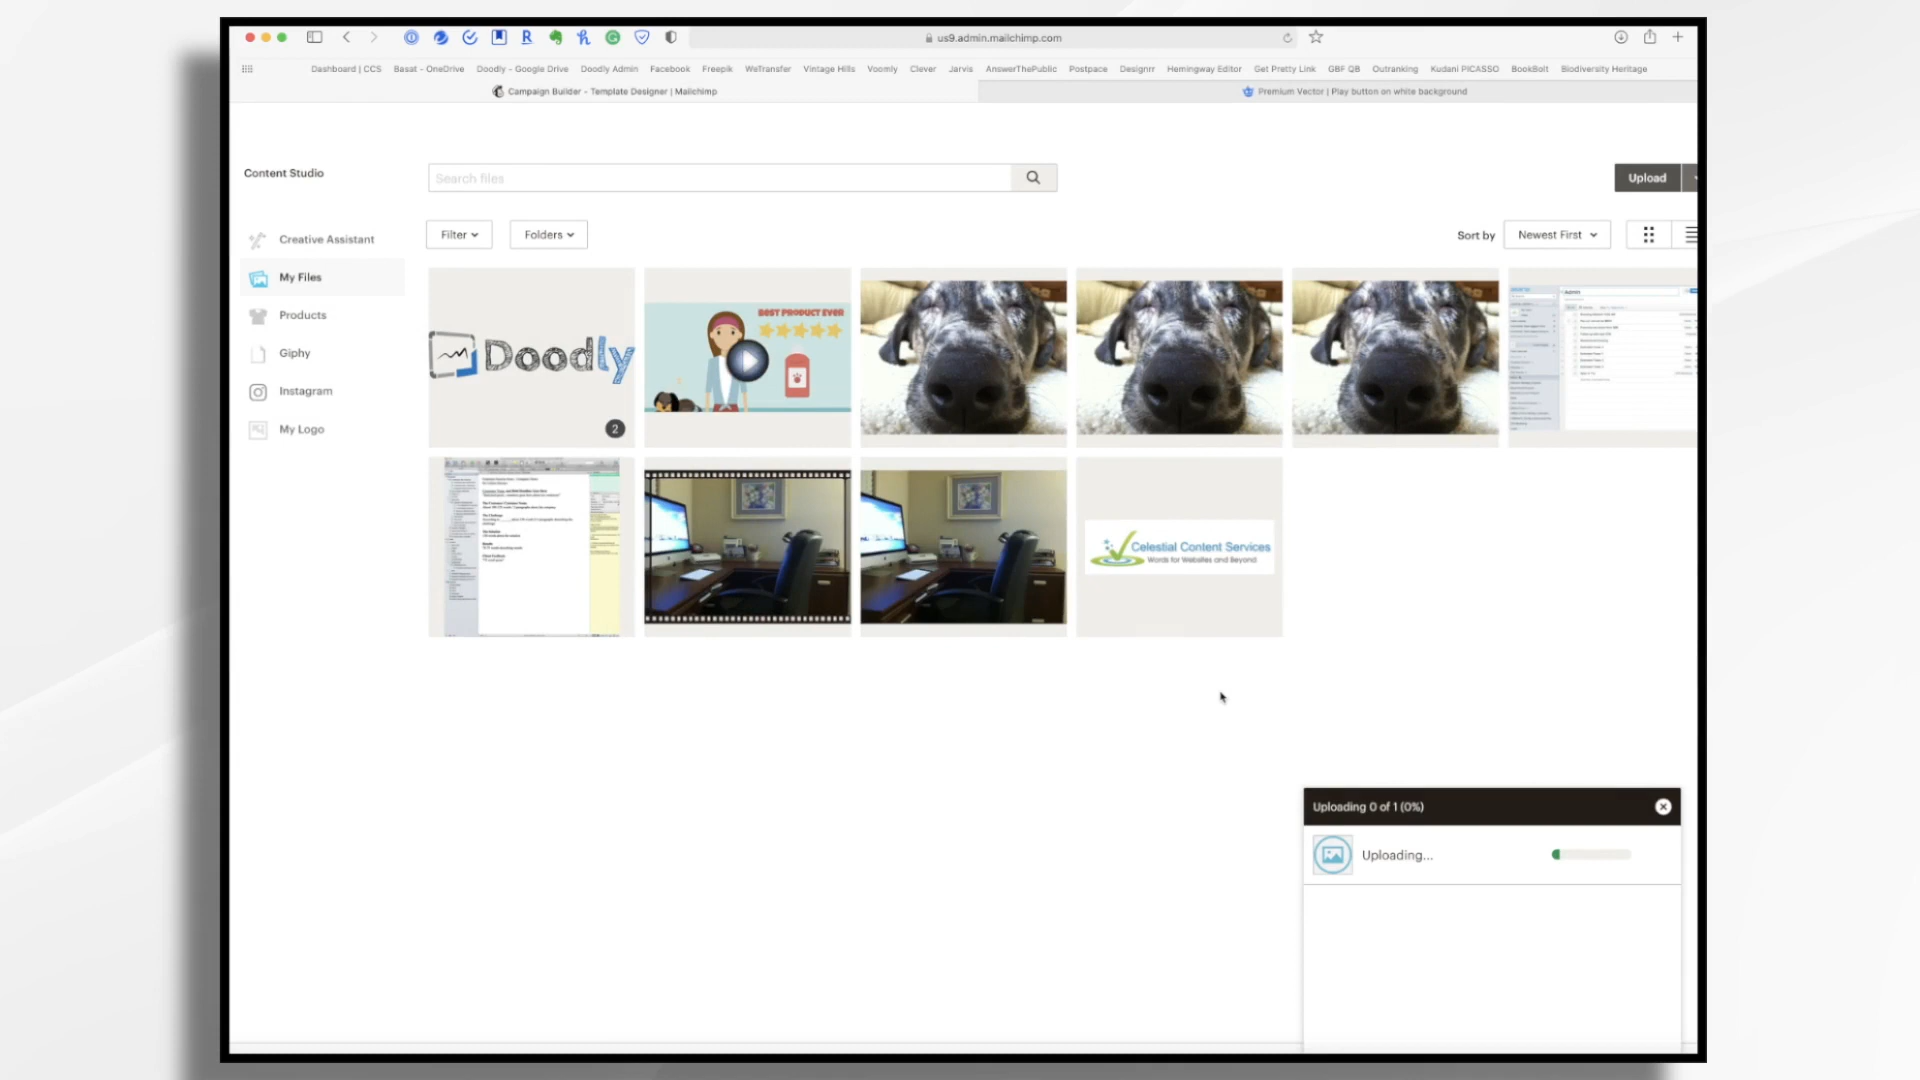 us9.admin.mailchimp.com
Dashboard | CCS Basat - OneDrive Doodly - Google Drive Doodly Admin Facebook Freepik WeTransfer Vintage Hills Voomly Clever Jarvis AnswerThePublic Postpace Designrr Hemingway Editor Get Pretty Link GBF QB Outranking Kudani PICASSO BookBolt Biodiversity Heritage
Campaign Builder - Template Designer | Mailchimp
Premium Vector | Play button on white background
Content Studio
Search files
Upload
Filter
Folders
Sort by
Newest First
Creative Assistant
My Files
Products
Giphy
Instagram
My Logo
Doodly
2
BEST PRODUCT EVER
Admin
Celestial Content Services
Words for Websites and Beyond
Uploading 0 of 1 (0%)
Uploading...